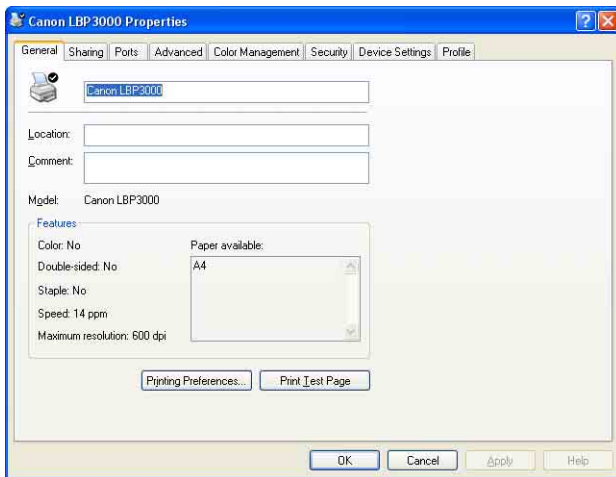 Canon LBP3000 Properties
General Sharing Ports Advanced Color Management Security Device Settings Profile
Canon LBP3000
Location:
Comment:
Model: Canon LBP3000
Features
Color: No Paper available:
Double-sided: No A4
Staple: No
Speed: 14 ppm
Maximum resolution: 600 dpi
Printing Preferences... Print Test Page
OK Cancel Apply Help